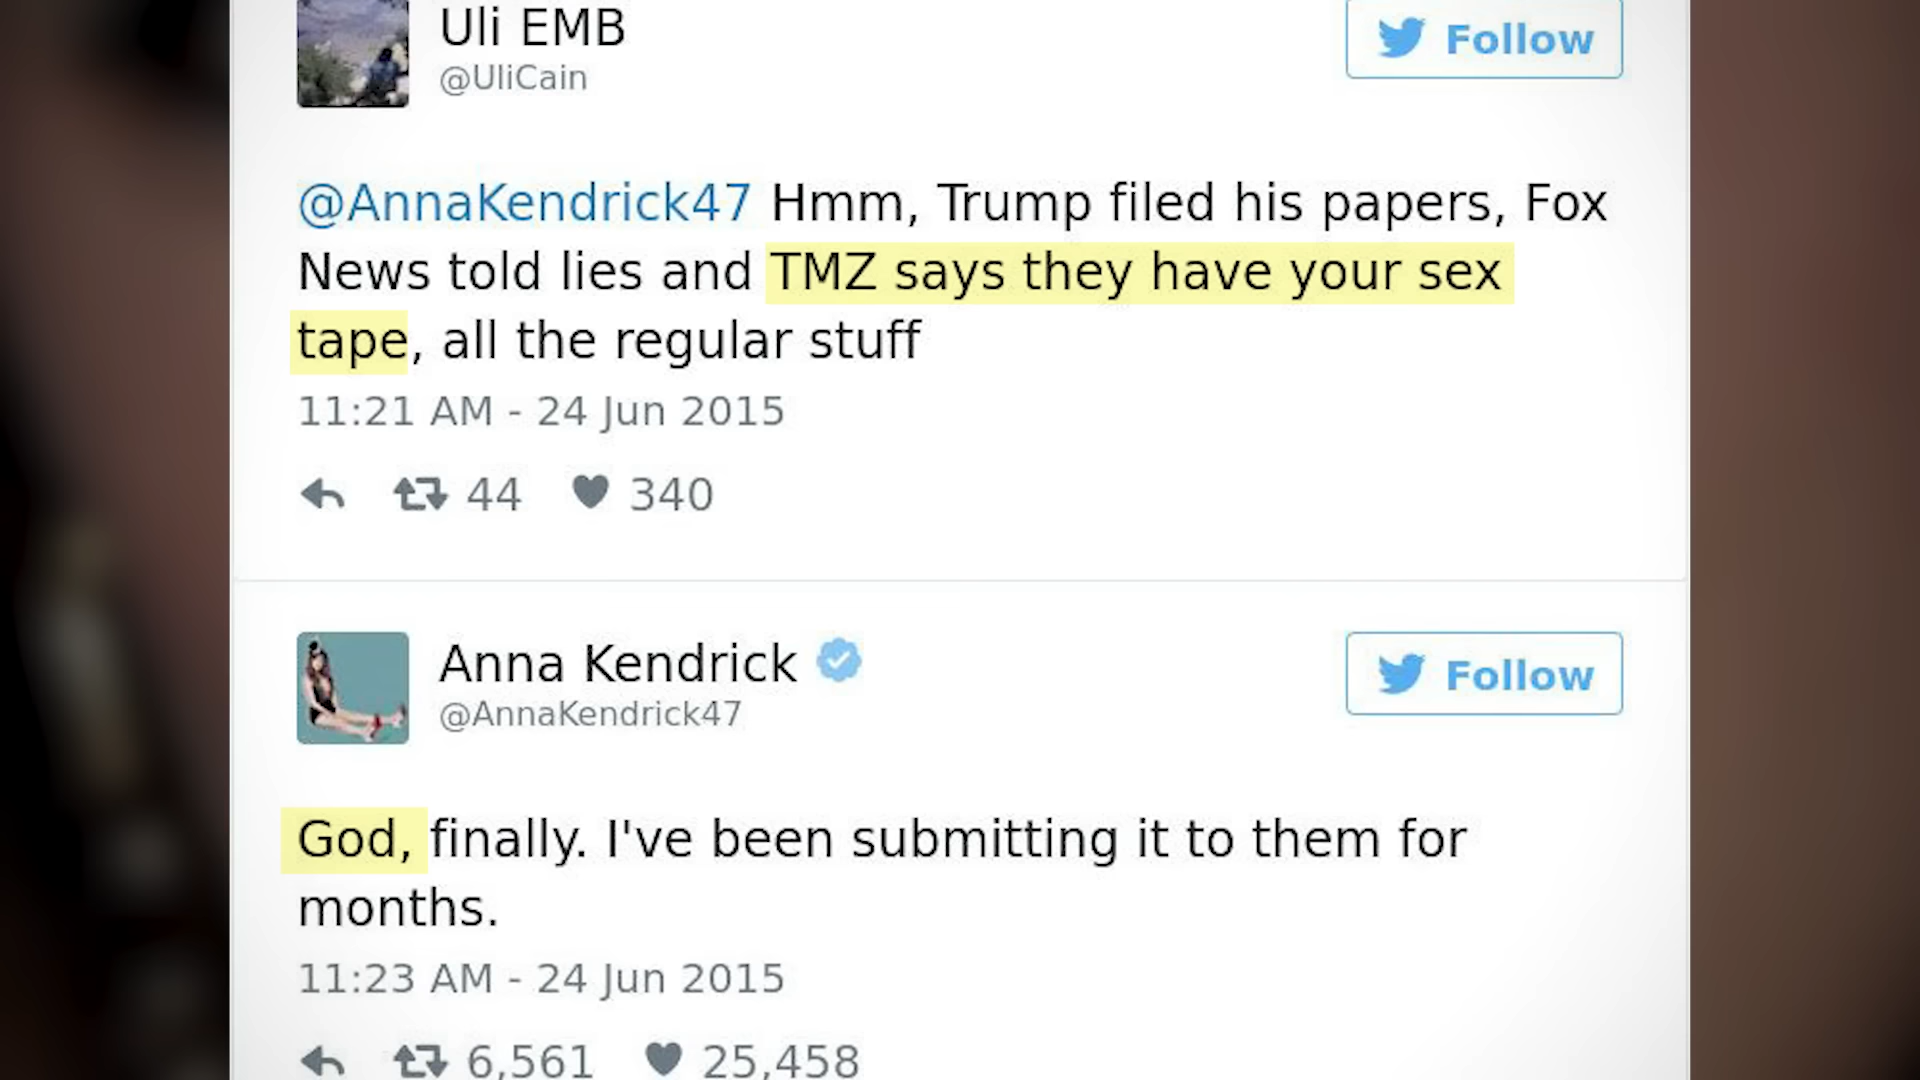 Uli EMB
@UliCain
Follow
@AnnaKendrick47 Hmm, Trump filed his papers, Fox
News told lies and TMZ says they have your sex
tape, all the regular stuff
11:21 AM - 24 Jun 2015
44 340
Anna Kendrick
@AnnaKendrick47
Follow
God, finally. I've been submitting it to them for
months.
11:23 AM - 24 Jun 2015
6,561 25,458